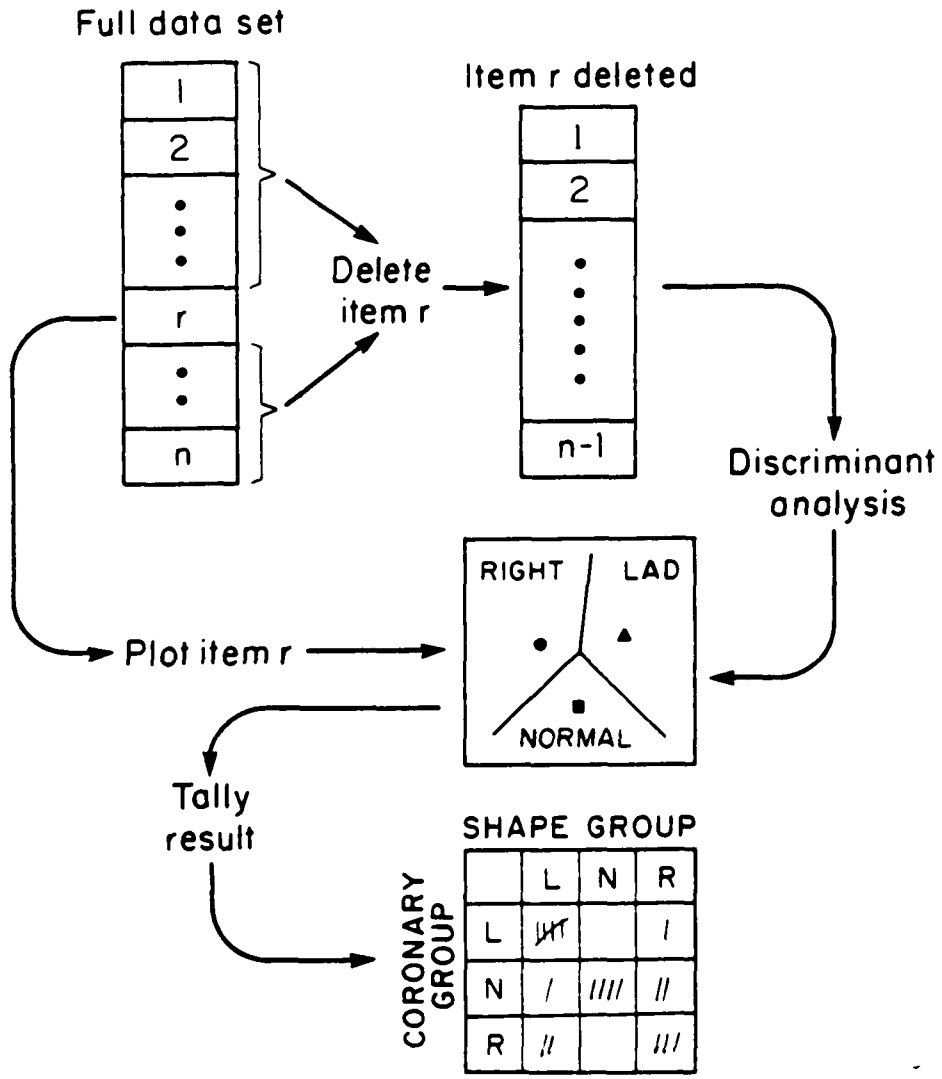 Full data set
1
2
r
n
Delete
item r
Item r deleted
1
2
n-1
Discriminant
analysis
RIGHT LAD
NORMAL
Plot item r
Tally
result
SHAPE GROUP
CORONARY
GROUP
L N R
L
N
R